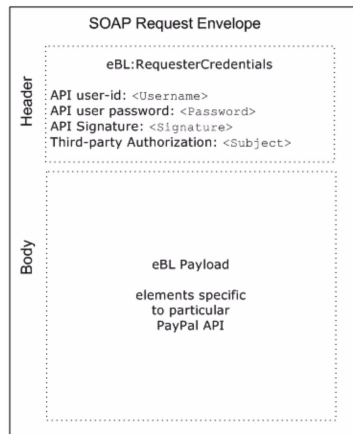 SOAP Request Envelope
Header
eBL:RequesterCredentials
API user-id: <Username>
API user password: <Password>
API Signature: <Signature>
Third-party Authorization: <Subject>
Body
eBL Payload
elements specific
to particular
PayPal API